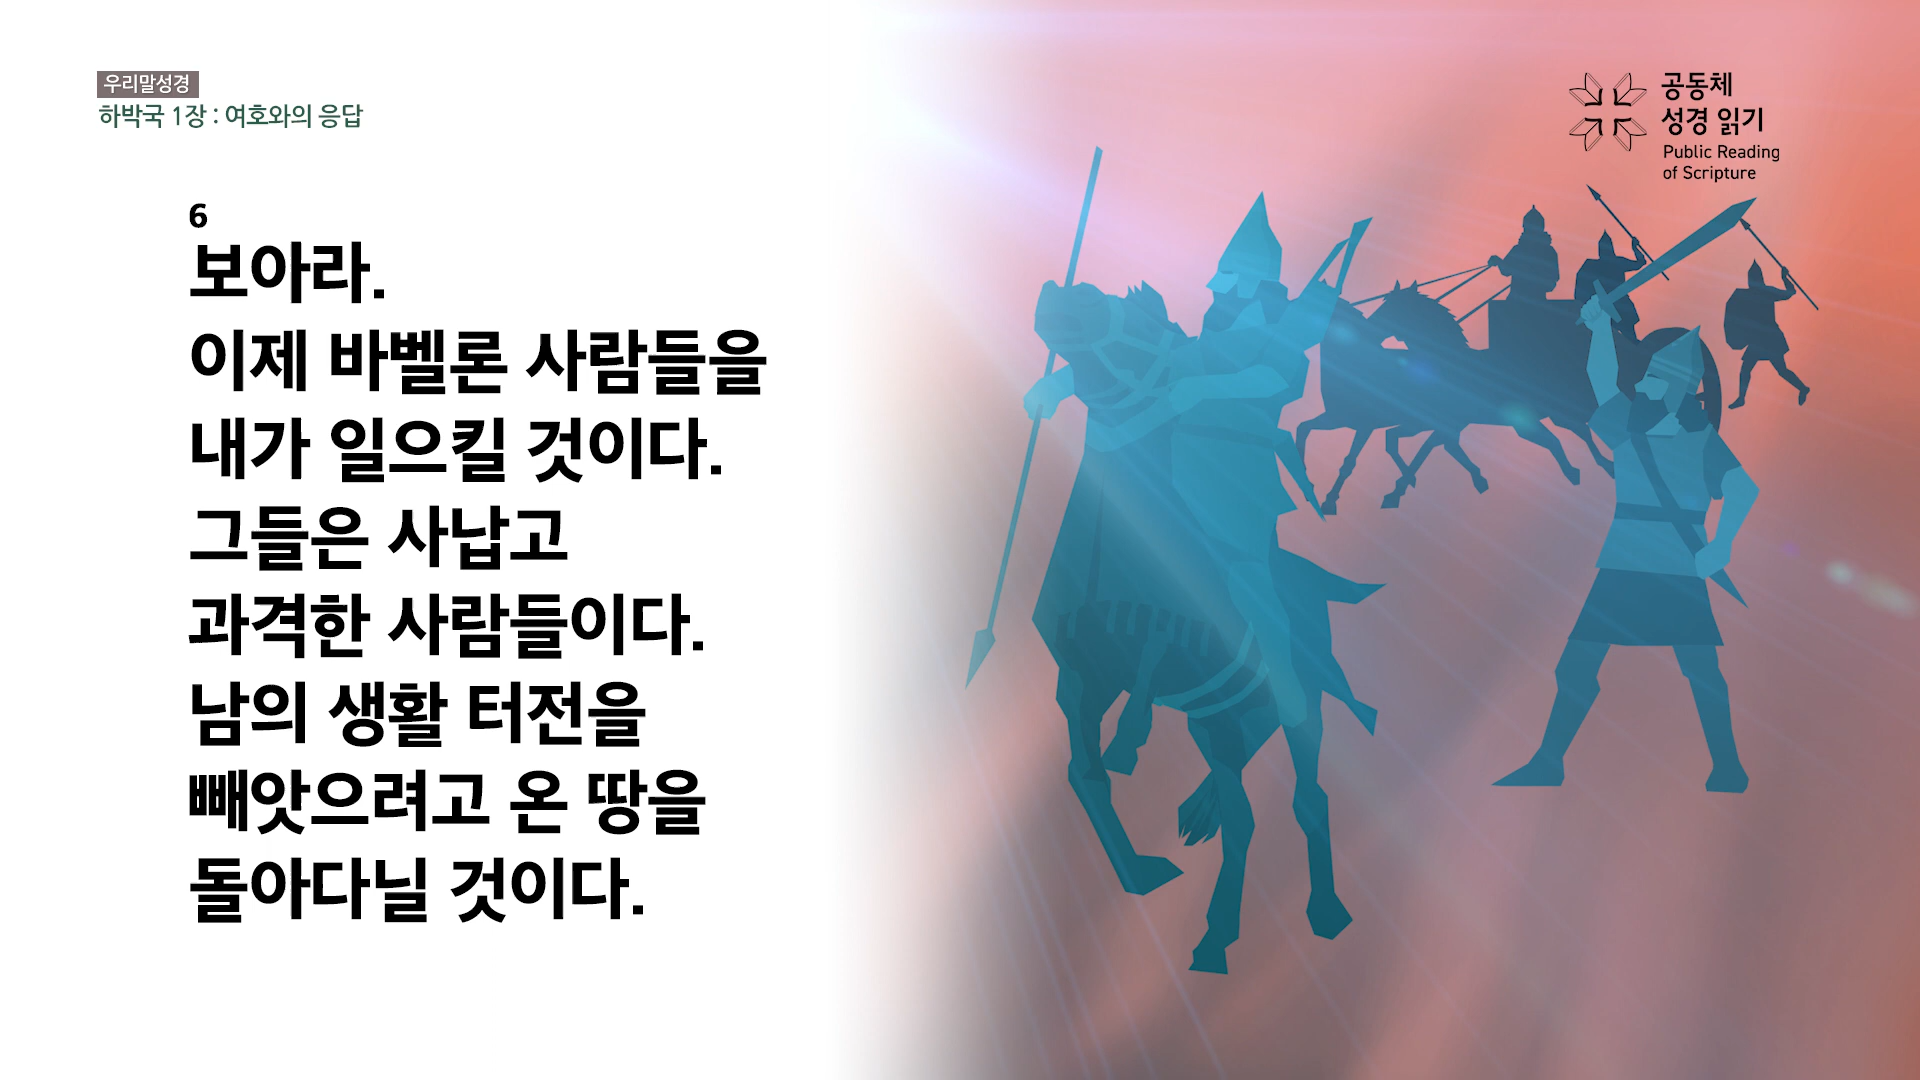 우리말성경
하박국 1장 : 여호와의 응답
공동체
성경 읽기
Public Reading
of Scripture
6
보아라.
이제 바벨론 사람들을
내가 일으킬 것이다.
그들은 사납고
과격한 사람들이다.
남의 생활 터전을
빼앗으려고 온 땅을
돌아다닐 것이다.